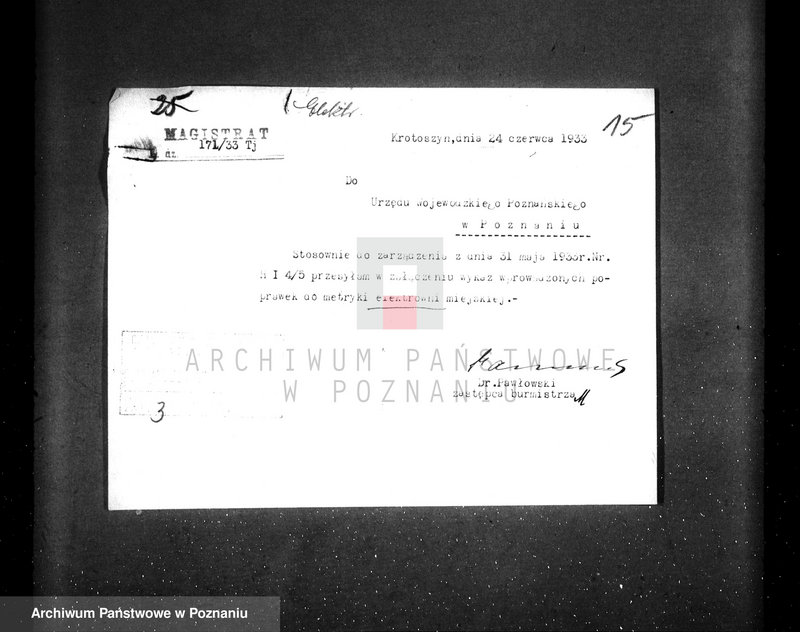 25
Elektr.
15
MAGISTRAT
171/33 Tj
dz.
Krotoszyn,dnia 24 czerwca 1933
Do
Urzędu Wojewódzkiego Poznańskiego
w Poznaniu
Stosownie do zarządzenia z dnia 31 maja 1933r.Nr.
I 4/5 przesyłam w załączeniu wykaz wprowadzonych po-
prawek do metryki elektrowni miejskiej.-
ARCHIWUM PAŃSTWOWE
W POZNANIU
Dr.Pawłowski
zastępca burmistrza
3
Archiwum Państwowe w Poznaniu